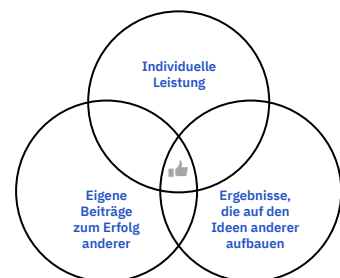 Individuelle
Leistung
Eigene
Beiträge
zum Erfolg
anderer
Ergebnisse,
die auf den
Ideen anderer
aufbauen